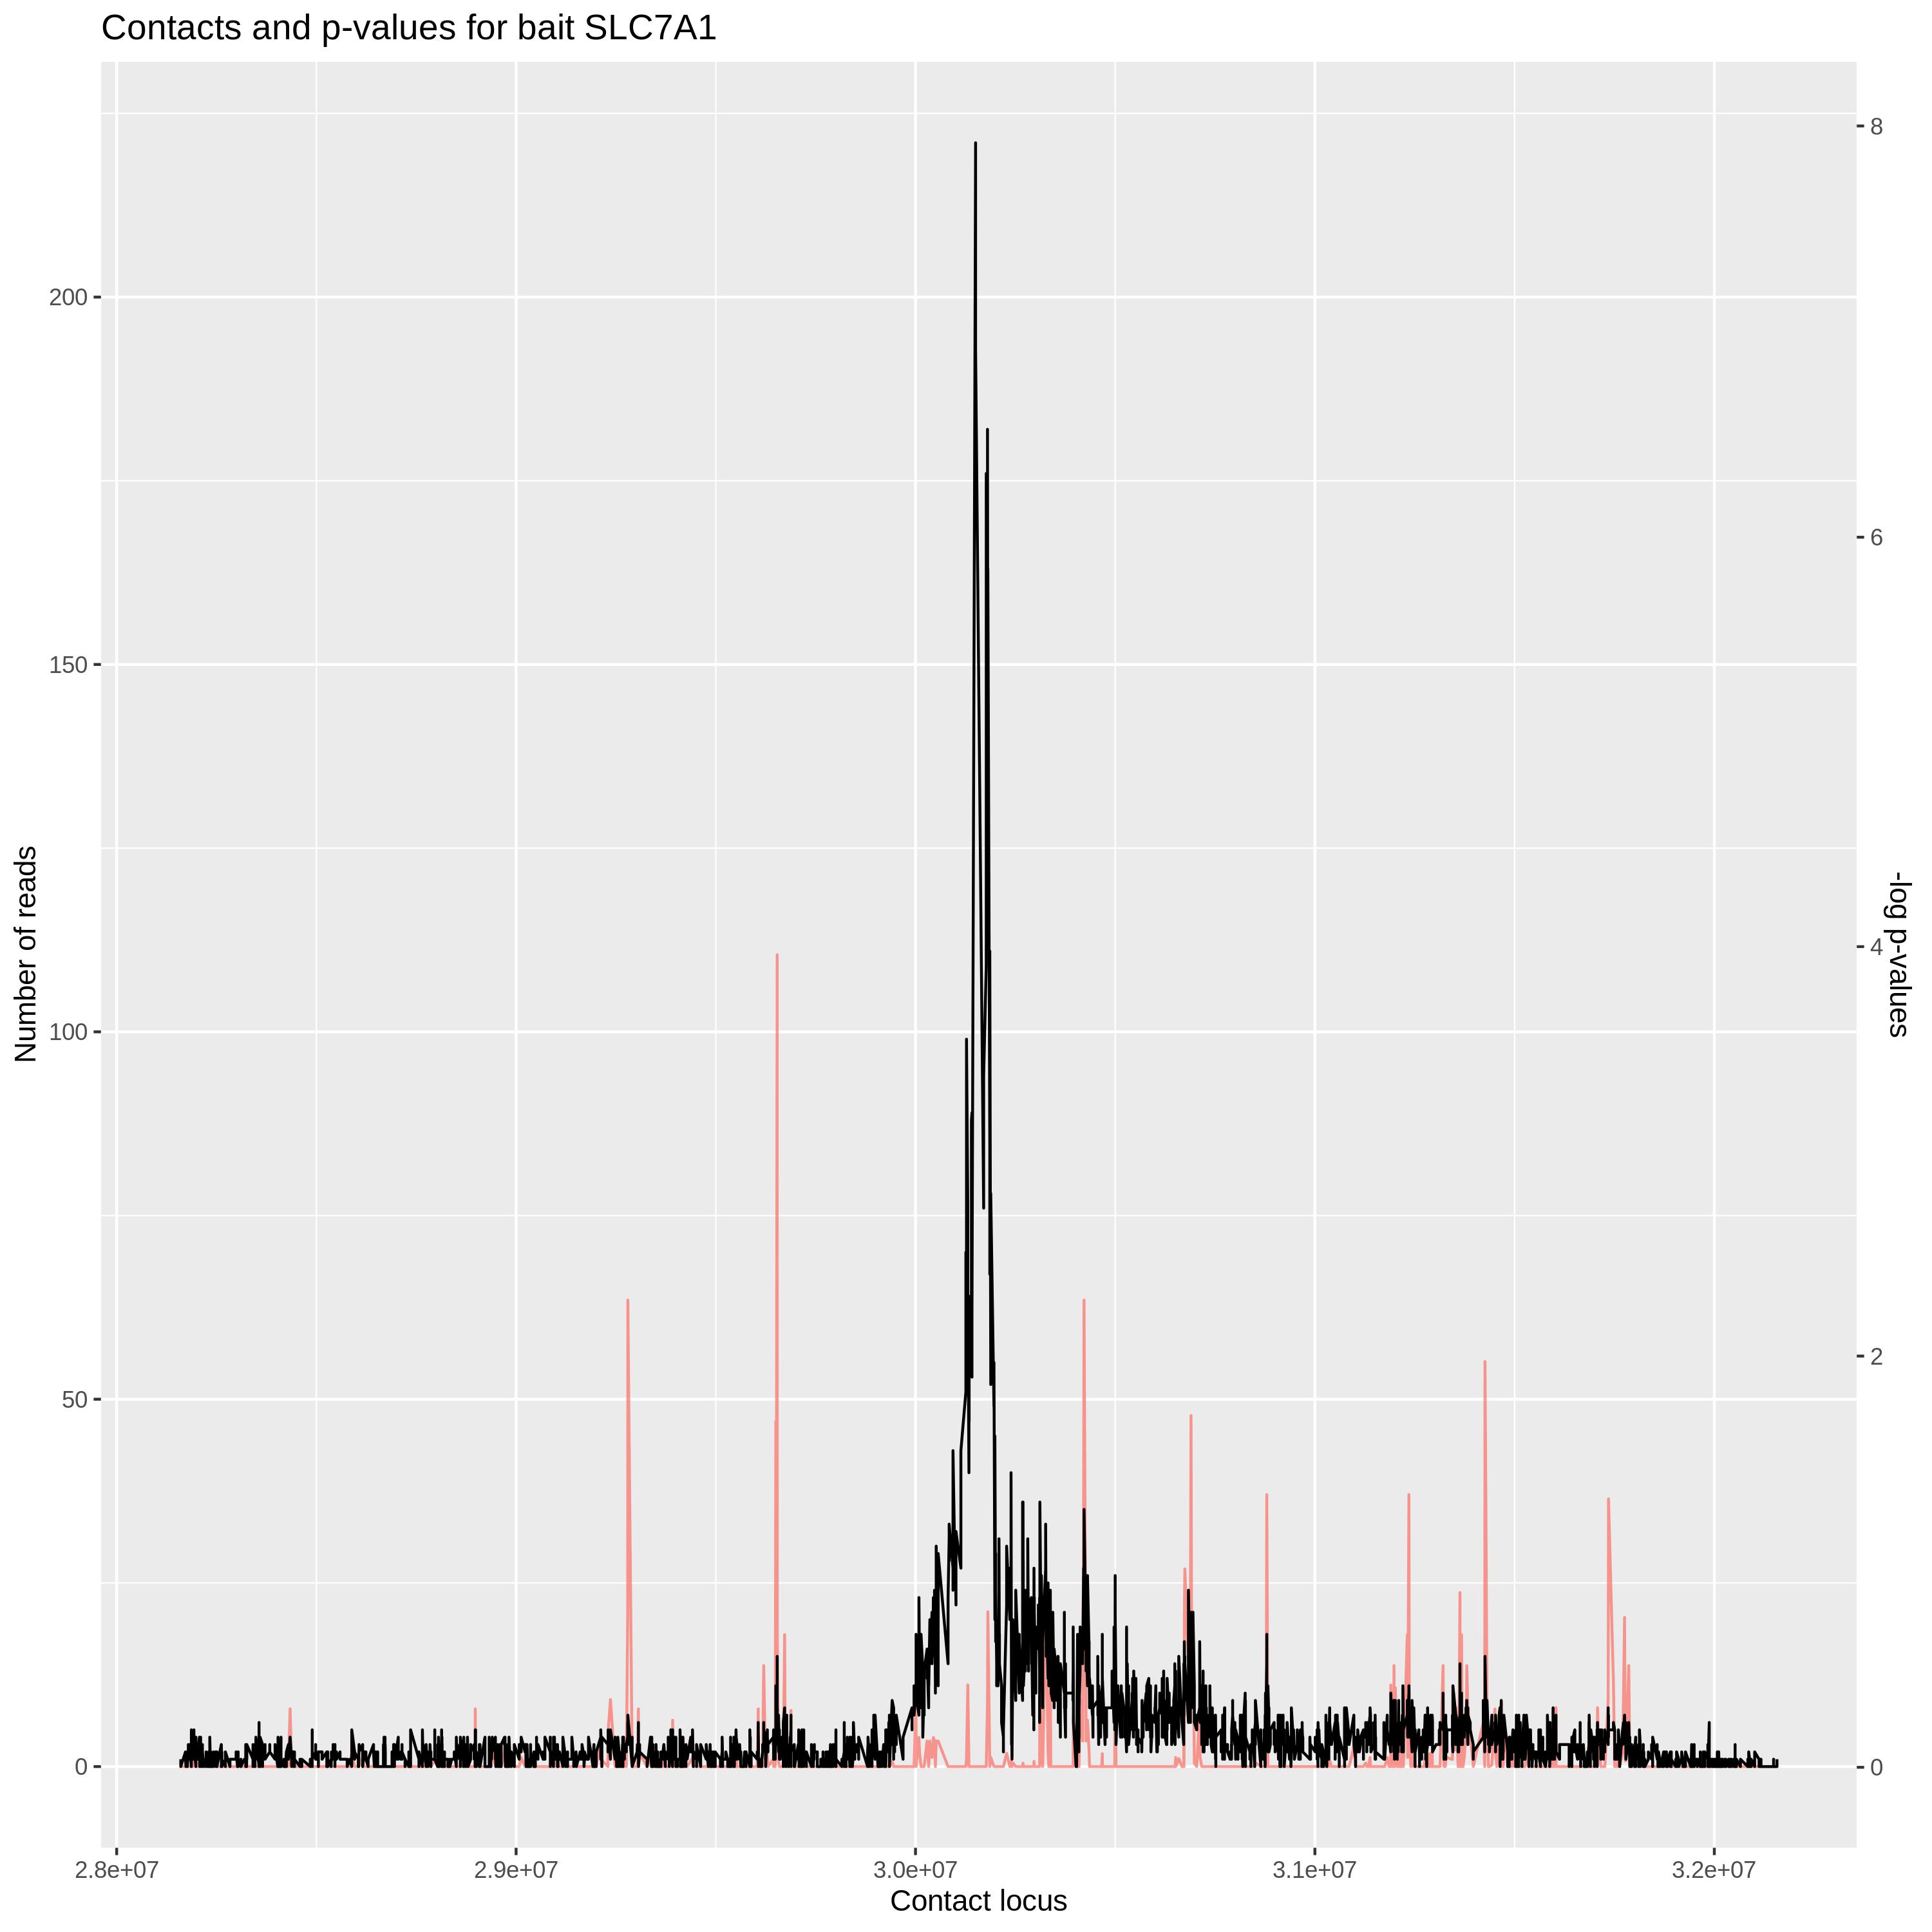 Contacts and p-values for bait SLC7A1
8
200
6
150
Number of reads
-log p-values
4
100
2
50
0
0
2.8e+07
2.9e+07
3.0e+07
3.1e+07
3.2e+07
Contact locus